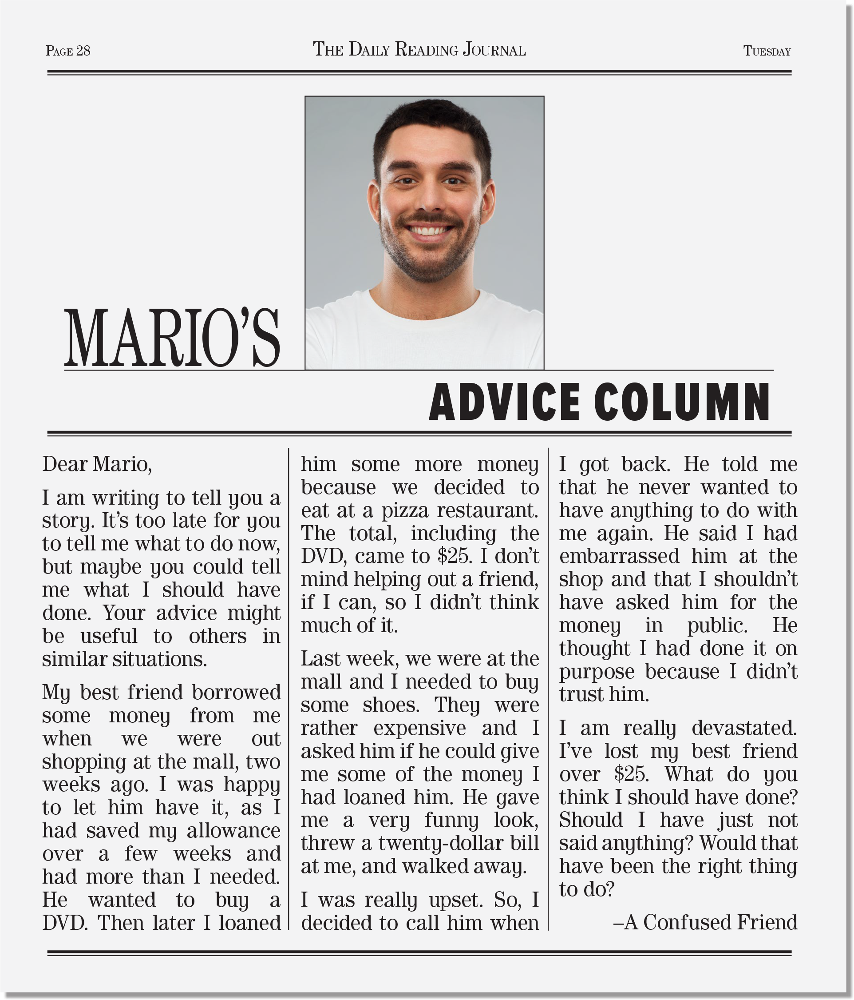 PAGE 28
THE DAILY READING JOURNAL
TUESDAY
MARIO’S
ADVICE COLUMN
Dear Mario,
I am writing to tell you a
story. It’s too late for you
to tell me what to do now,
but maybe you could tell
me what I should have
done. Your advice might
be useful to others in
similar situations.
My best friend borrowed
some money from me
when we were out
shopping at the mall, two
weeks ago. I was happy
to let him have it, as I
had saved my allowance
over a few weeks and
had more than I needed.
He wanted to buy a
DVD. Then later I loaned
him some more money
because we decided to
eat at a pizza restaurant.
The total, including the
DVD, came to $25. I don’t
mind helping out a friend,
if I can, so I didn’t think
much of it.
Last week, we were at the
mall and I needed to buy
some shoes. They were
rather expensive and I
asked him if he could give
me some of the money I
had loaned him. He gave
me a very funny look,
threw a twenty-dollar bill
at me, and walked away.
I was really upset. So, I
decided to call him when
I got back. He told me
that he never wanted to
have anything to do with
me again. He said I had
embarrassed him at the
shop and that I shouldn’t
have asked him for the
money in public. He
thought I had done it on
purpose because I didn’t
trust him.
I am really devastated.
I’ve lost my best friend
over $25. What do you
think I should have done?
Should I have just not
said anything? Would that
have been the right thing
to do?
–A Confused Friend